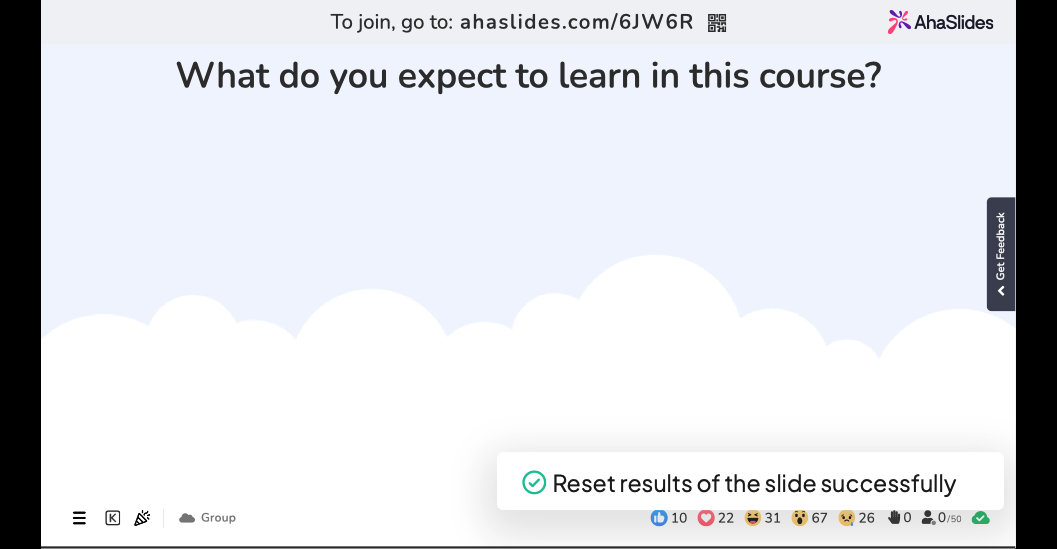 To join, go to: ahaslides.com/6JW6R
AhaSlides
What do you expect to learn in this course?
Get Feedback
Reset results of the slide successfully
K
Group
10 22 31 67 26 0 0/50